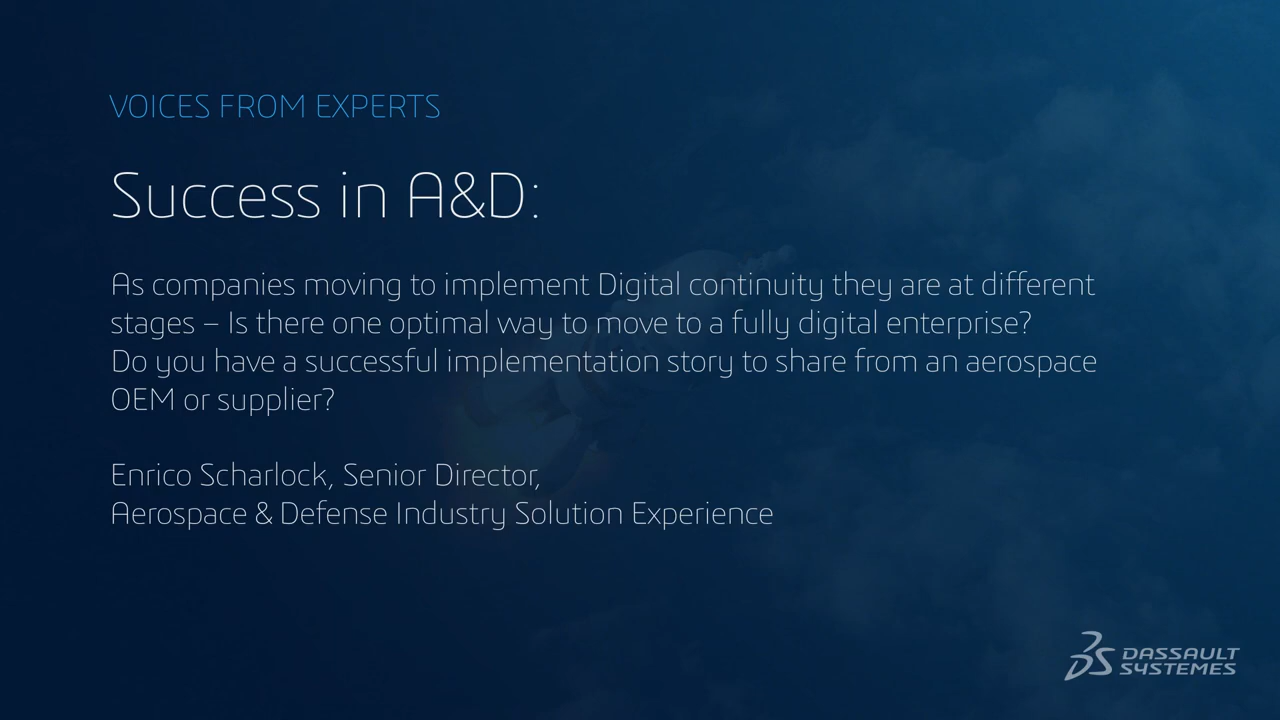 VOICES FROM EXPERTS
Success in A&D:
As companies moving to implement Digital continuity they are at different
stages – Is there one optimal way to move to a fully digital enterprise?
Do you have a successful implementation story to share from an aerospace
OEM or supplier?
Enrico Scharlock, Senior Director,
Aerospace & Defense Industry Solution Experience
DASSAULT
SYSTEMES